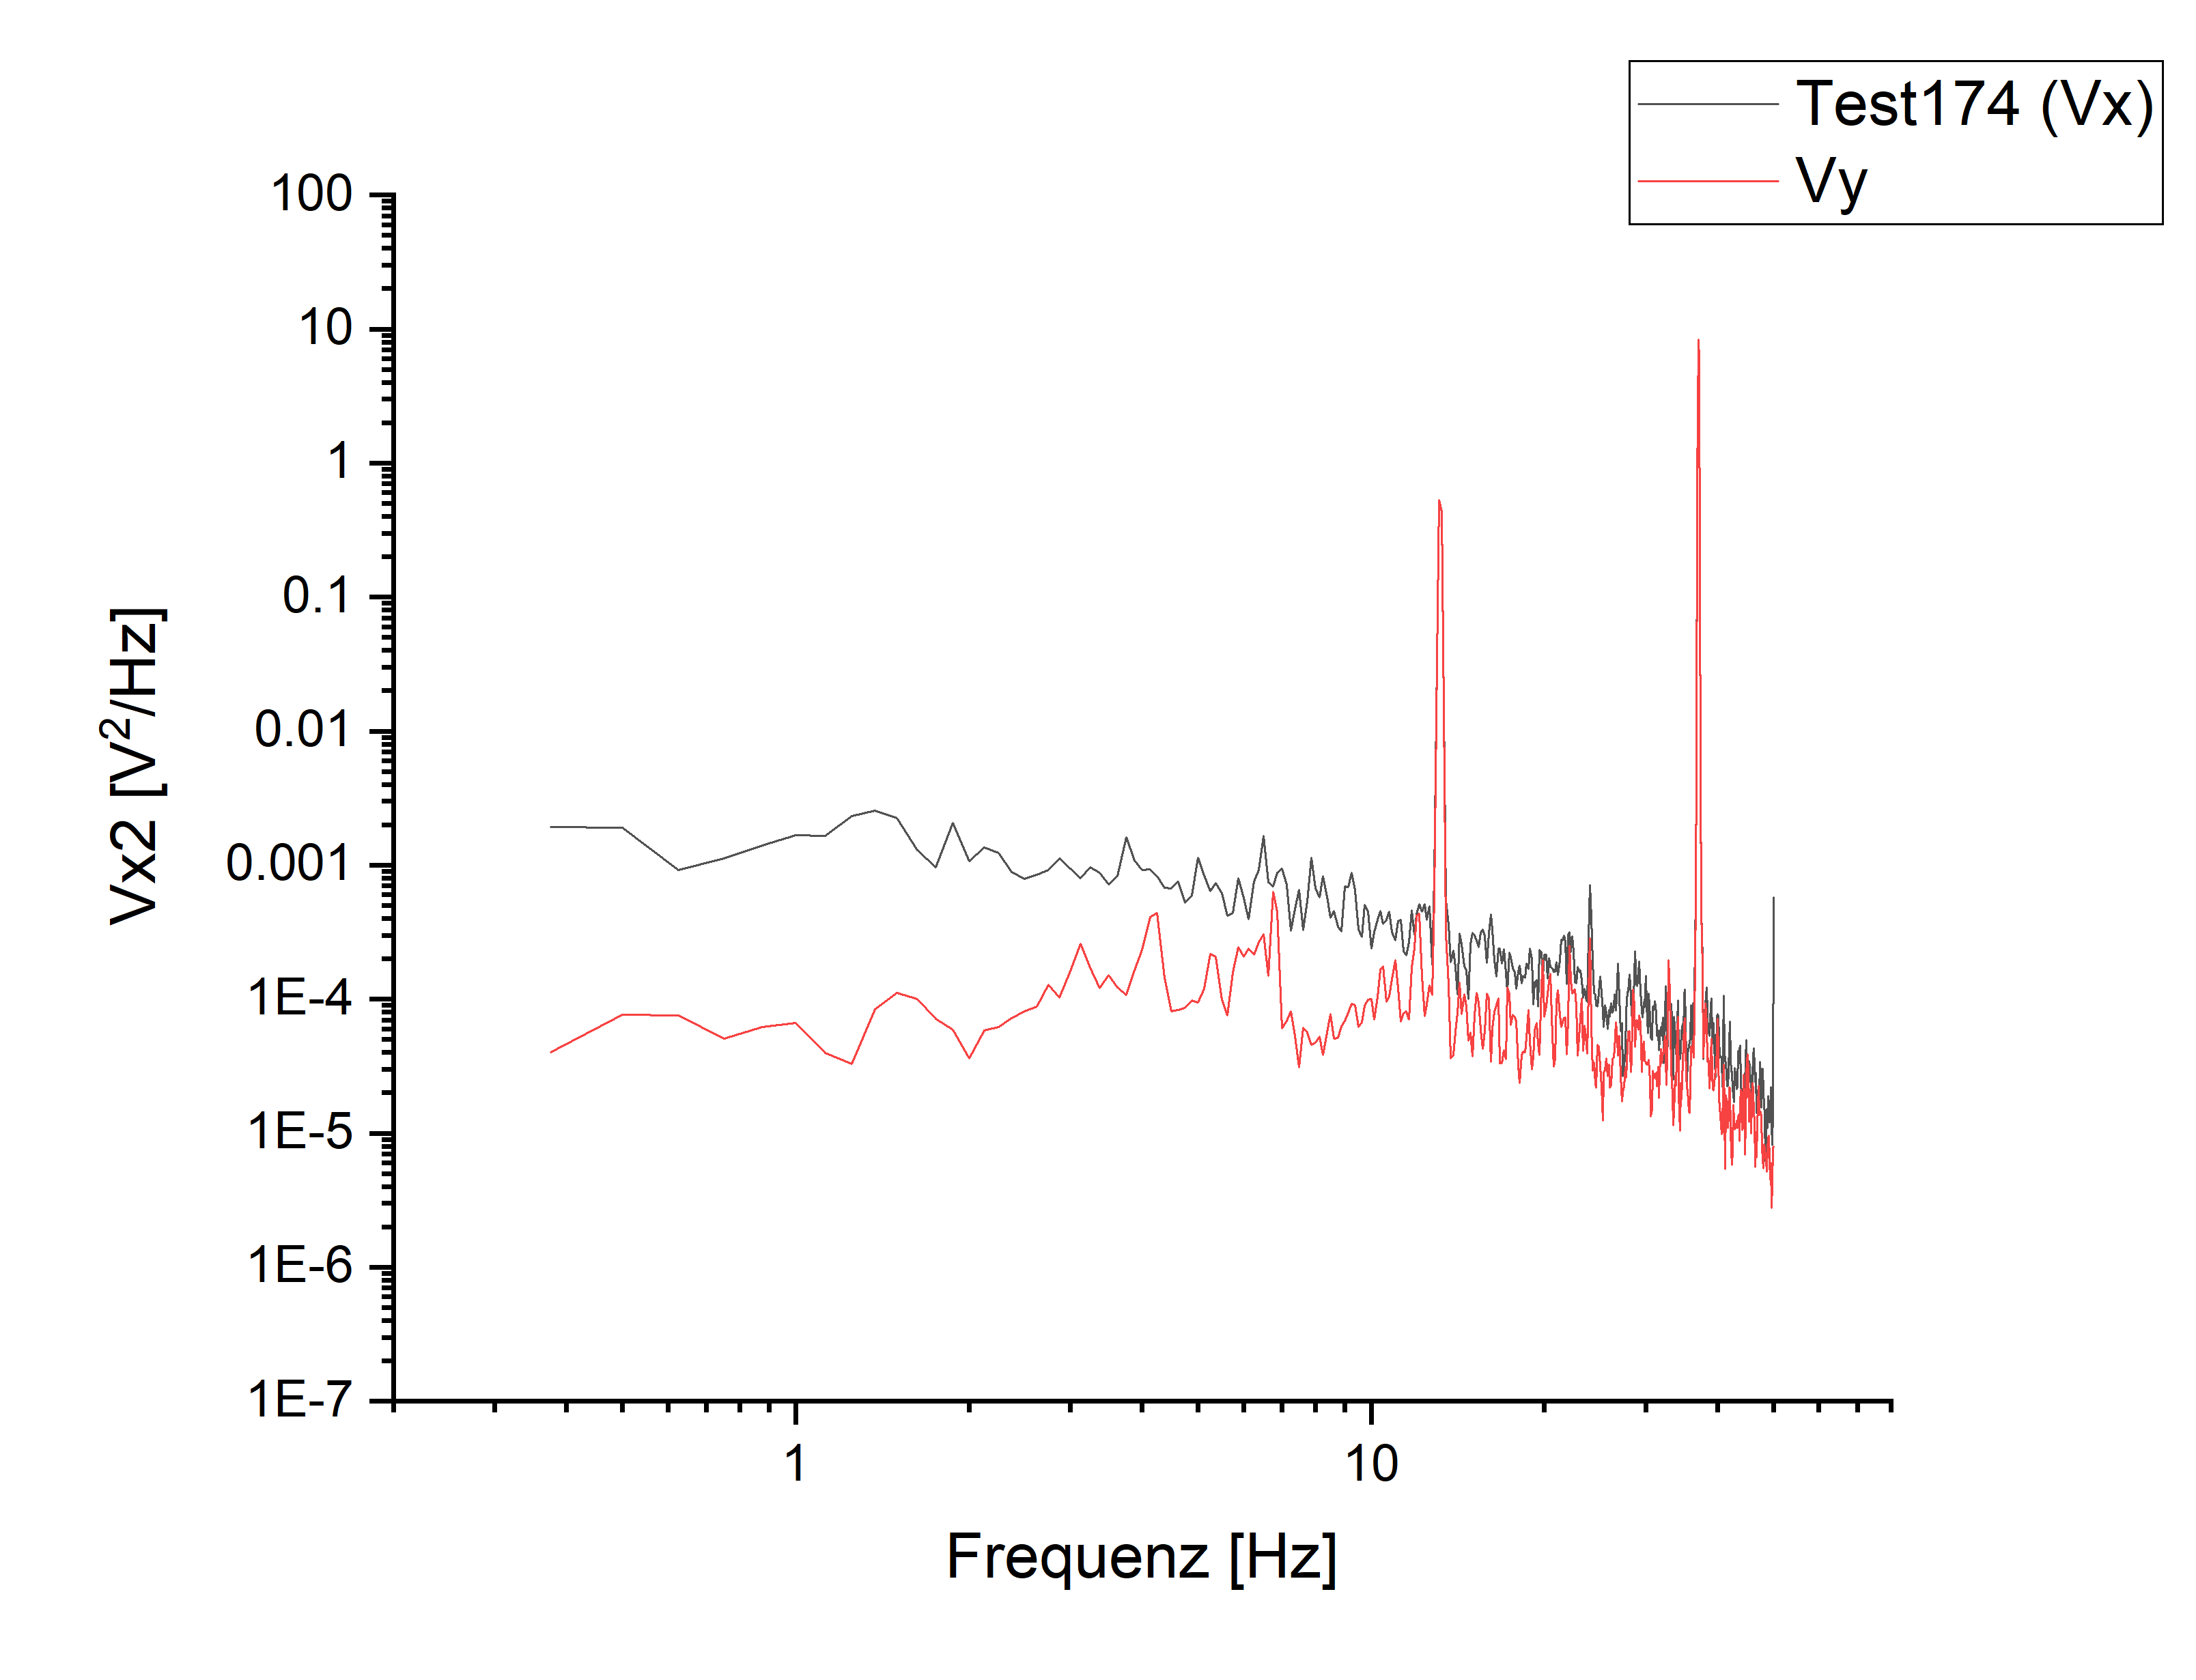 Test174 (Vx)
Vy
100
10
1
0.1
0.01
0.001
1E-4
1E-5
1E-6
1E-7
Vx2 [V²/Hz]
1
10
Frequenz [Hz]